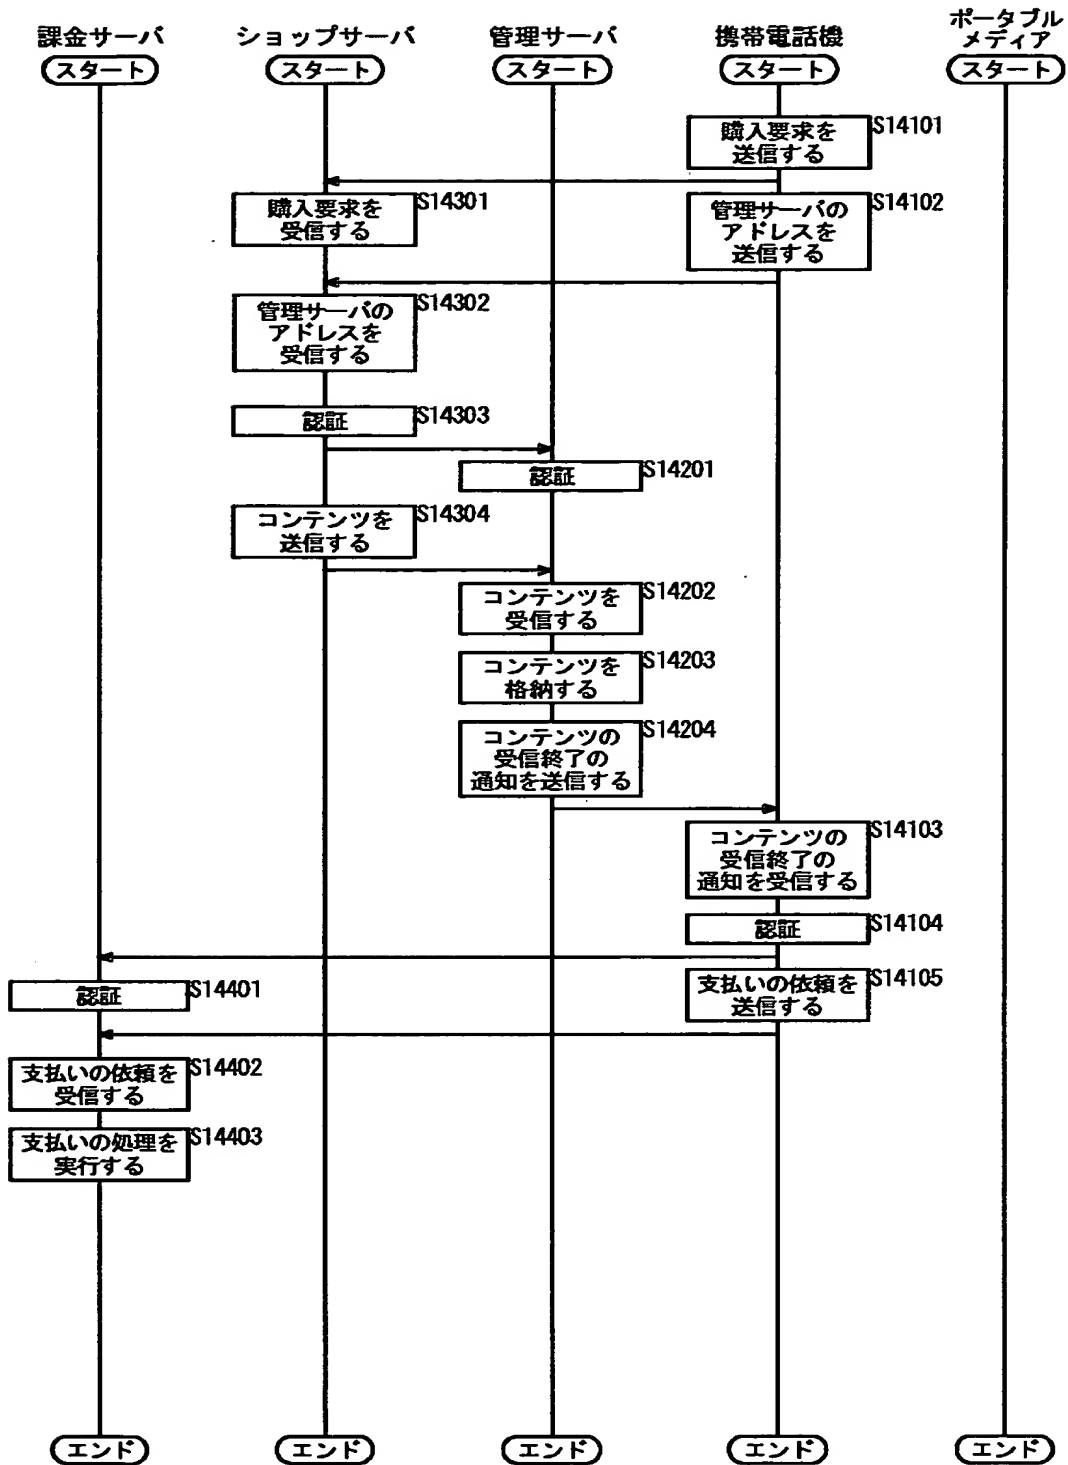 課金サーバ
ショップサーバ
管理サーバ
携帯電話機
ポータブル
メディア
スタート
スタート
スタート
スタート
スタート
購入要求を
送信する
S14101
購入要求を
受信する
S14301
管理サーバの
アドレスを
送信する
S14102
管理サーバの
アドレスを
受信する
S14302
認証
S14303
認証
S14201
コンテンツを
送信する
S14304
コンテンツを
受信する
S14202
コンテンツを
格納する
S14203
コンテンツの
受信終了の
通知を送信する
S14204
コンテンツの
受信終了の
通知を受信する
S14103
認証
S14104
認証
S14401
支払いの依頼を
送信する
S14105
支払いの依頼を
受信する
S14402
支払いの処理を
実行する
S14403
エンド
エンド
エンド
エンド
エンド